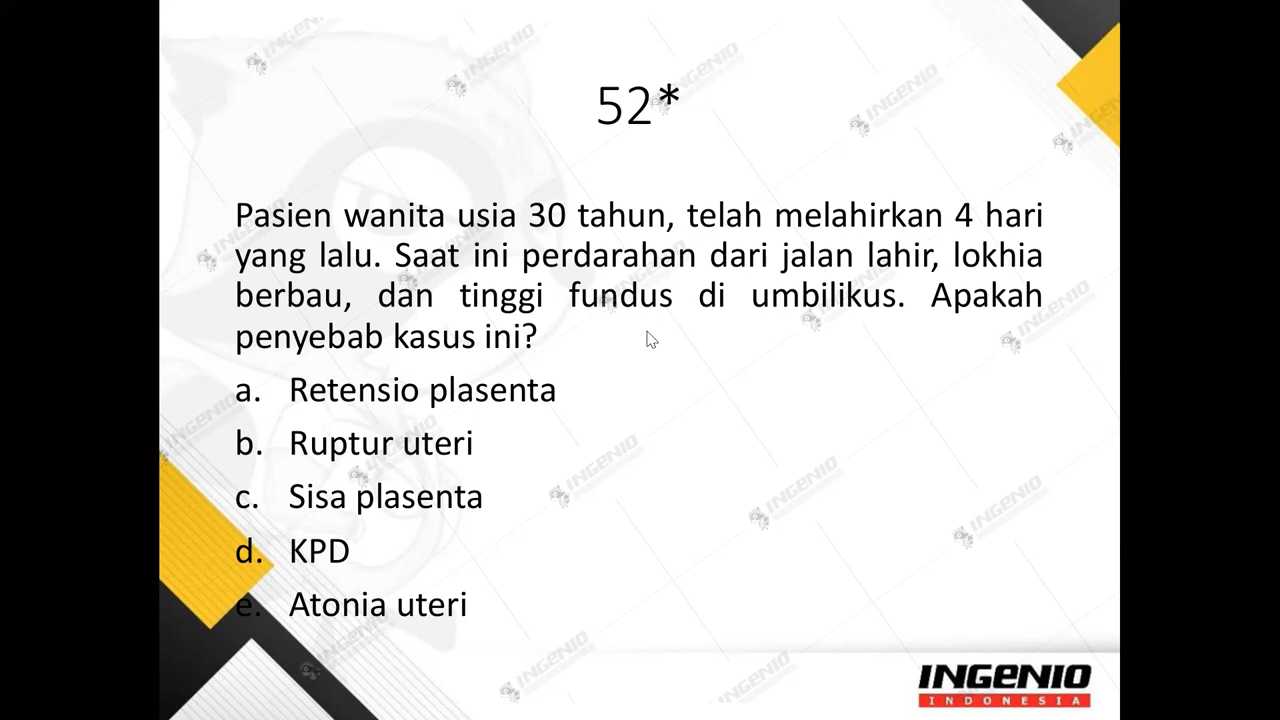 52*
Pasien wanita usia 30 tahun, telah melahirkan 4 hari
yang lalu. Saat ini perdarahan dari jalan lahir, lokhia
berbau, dan tinggi fundus di umbilikus. Apakah
penyebab kasus ini?
a. Retensio plasenta
b. Ruptur uteri
c. Sisa plasenta
d. KPD
e. Atonia uteri
INGENIO
INDONESIA